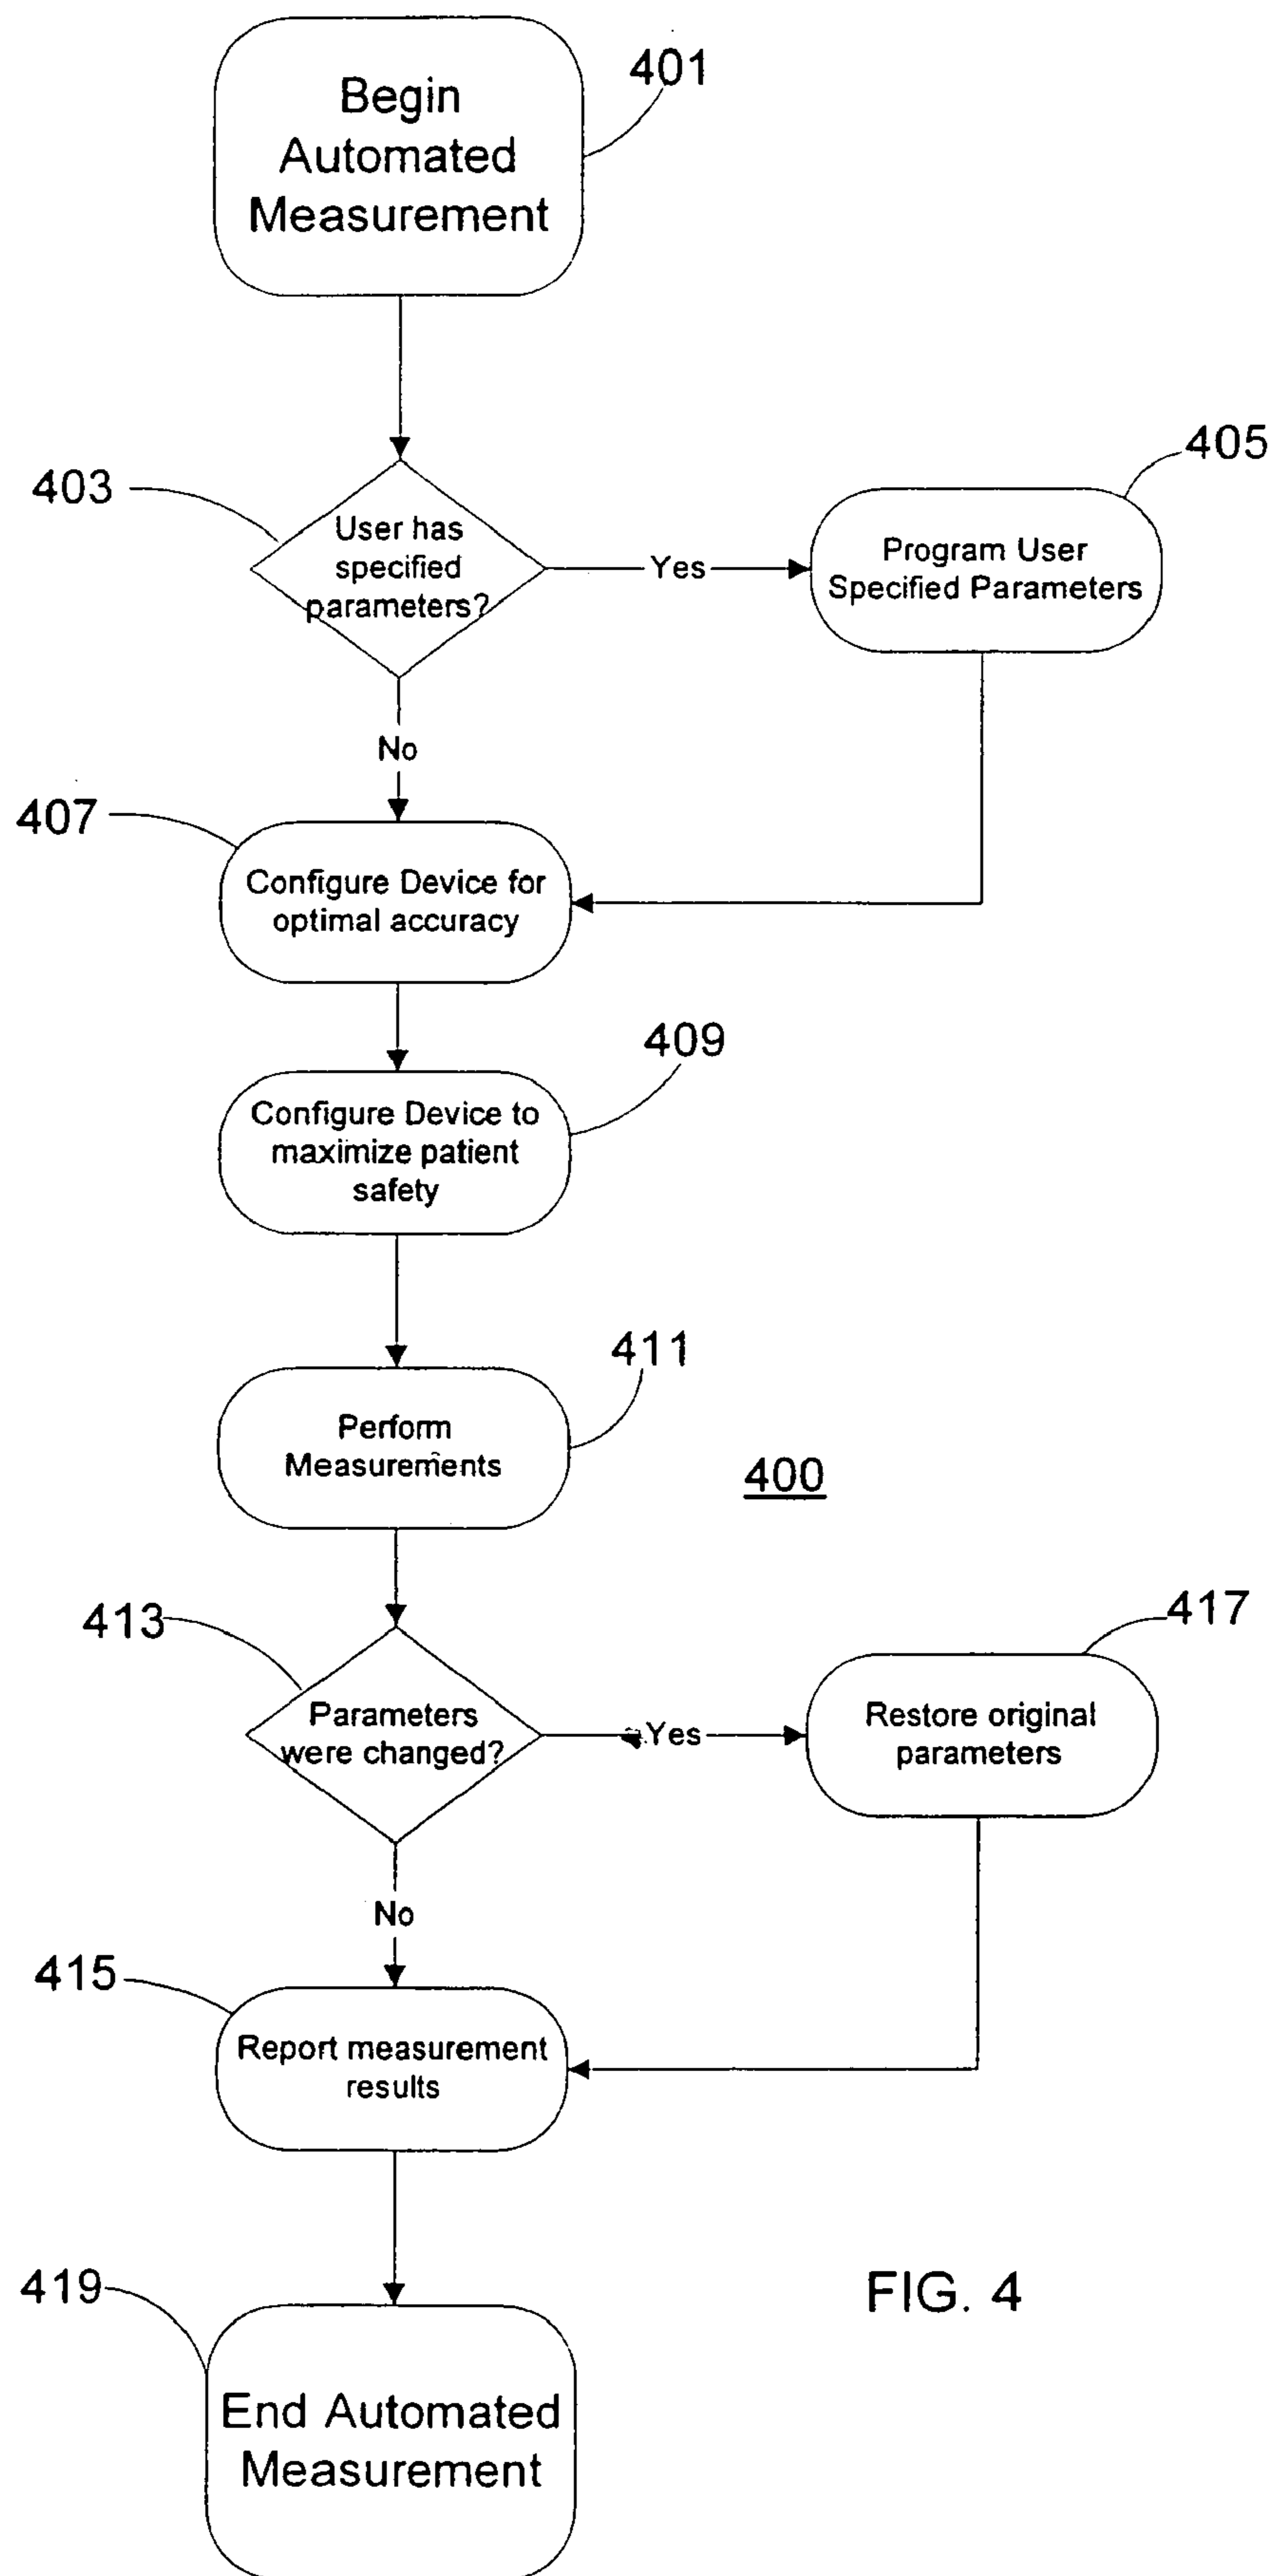 Begin
Automated
Measurement
401
403
User has
specified
parameters?
Yes
405
Program User
Specified Parameters
No
407
Configure Device for
optimal accuracy
409
Configure Device to
maximize patient
safety
411
Perform
Measurements
400
413
Parameters
were changed?
Yes
417
Restore original
parameters
No
415
Report measurement
results
419
End Automated
Measurement
FIG. 4